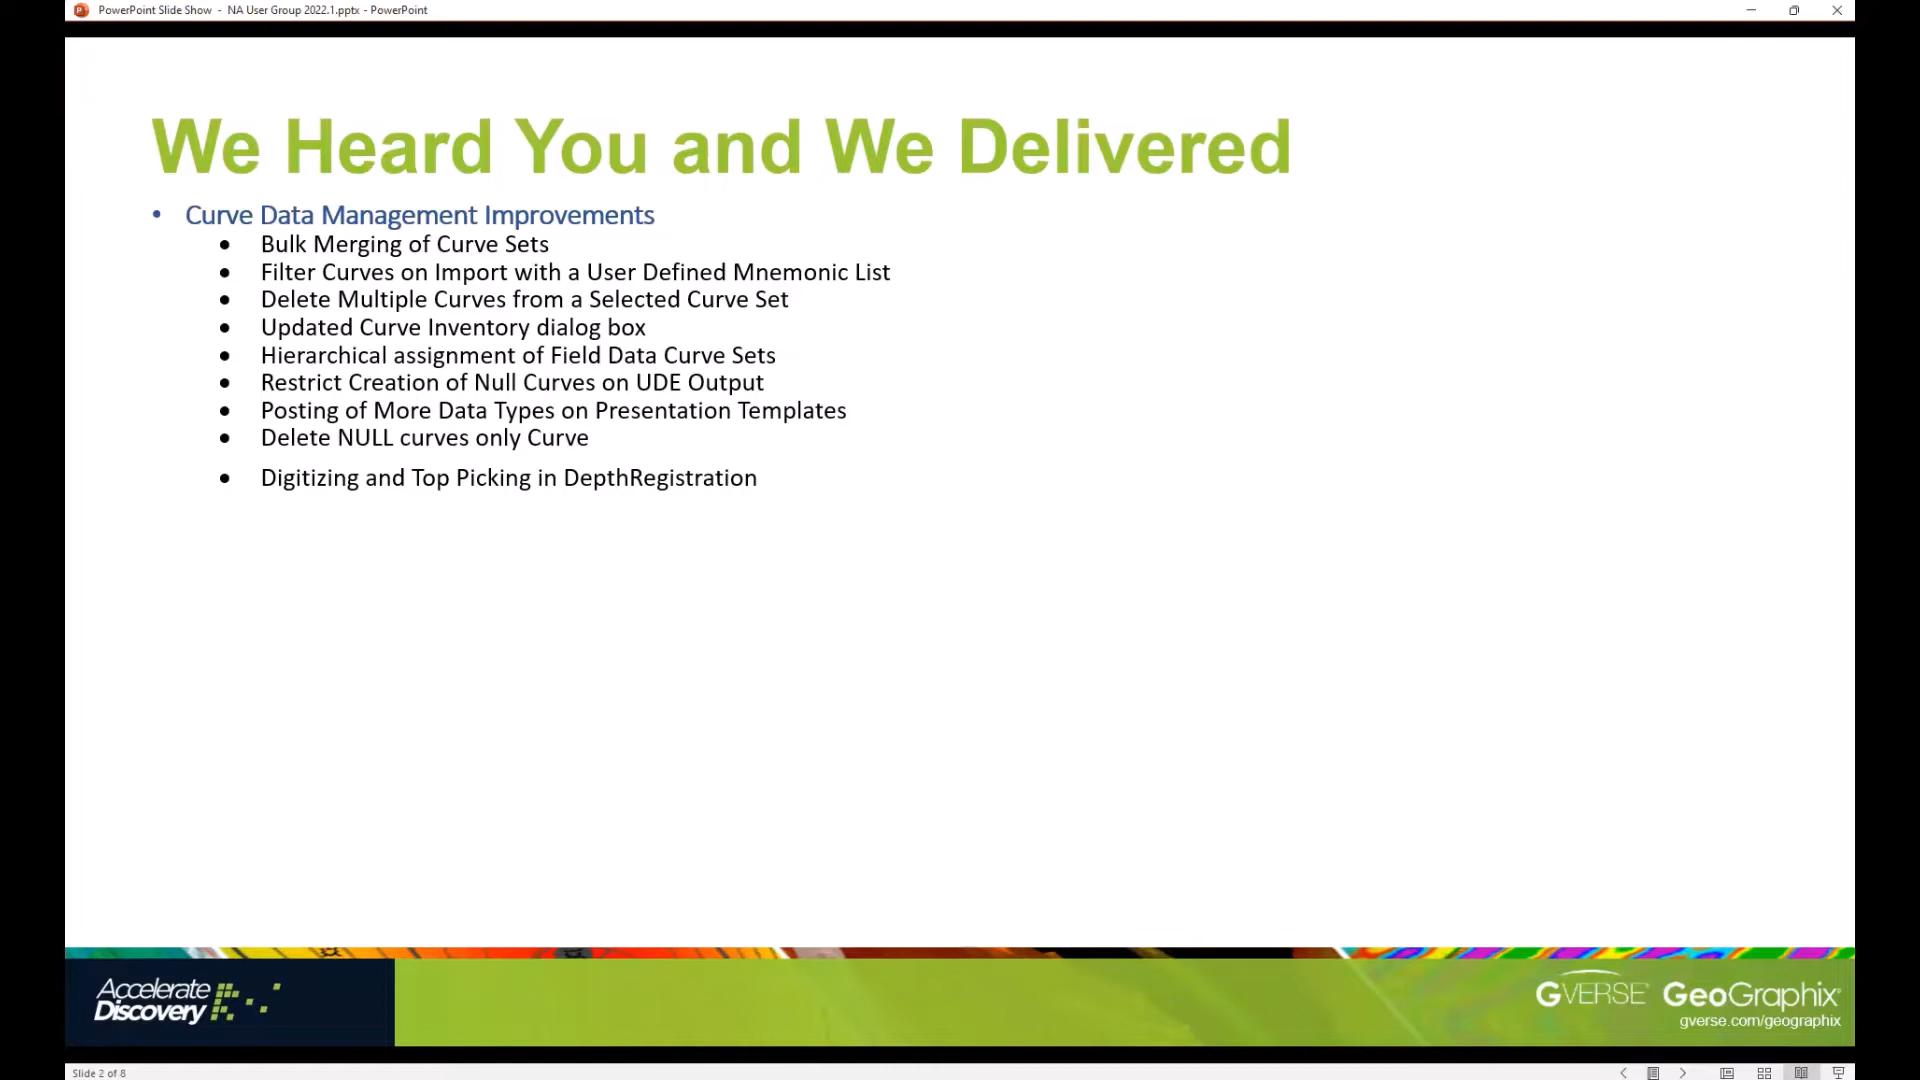 PowerPoint Slide Show - NA User Group 2022.1.pptx - PowerPoint
We Heard You and We Delivered
• Curve Data Management Improvements
• Bulk Merging of Curve Sets
• Filter Curves on Import with a User Defined Mnemonic List
• Delete Multiple Curves from a Selected Curve Set
• Updated Curve Inventory dialog box
• Hierarchical assignment of Field Data Curve Sets
• Restrict Creation of Null Curves on UDE Output
• Posting of More Data Types on Presentation Templates
• Delete NULL curves only Curve
• Digitizing and Top Picking in DepthRegistration
Accelerate
Discovery
GVERSE® GeoGraphix®
gverse.com/geographix
Slide 2 of 8